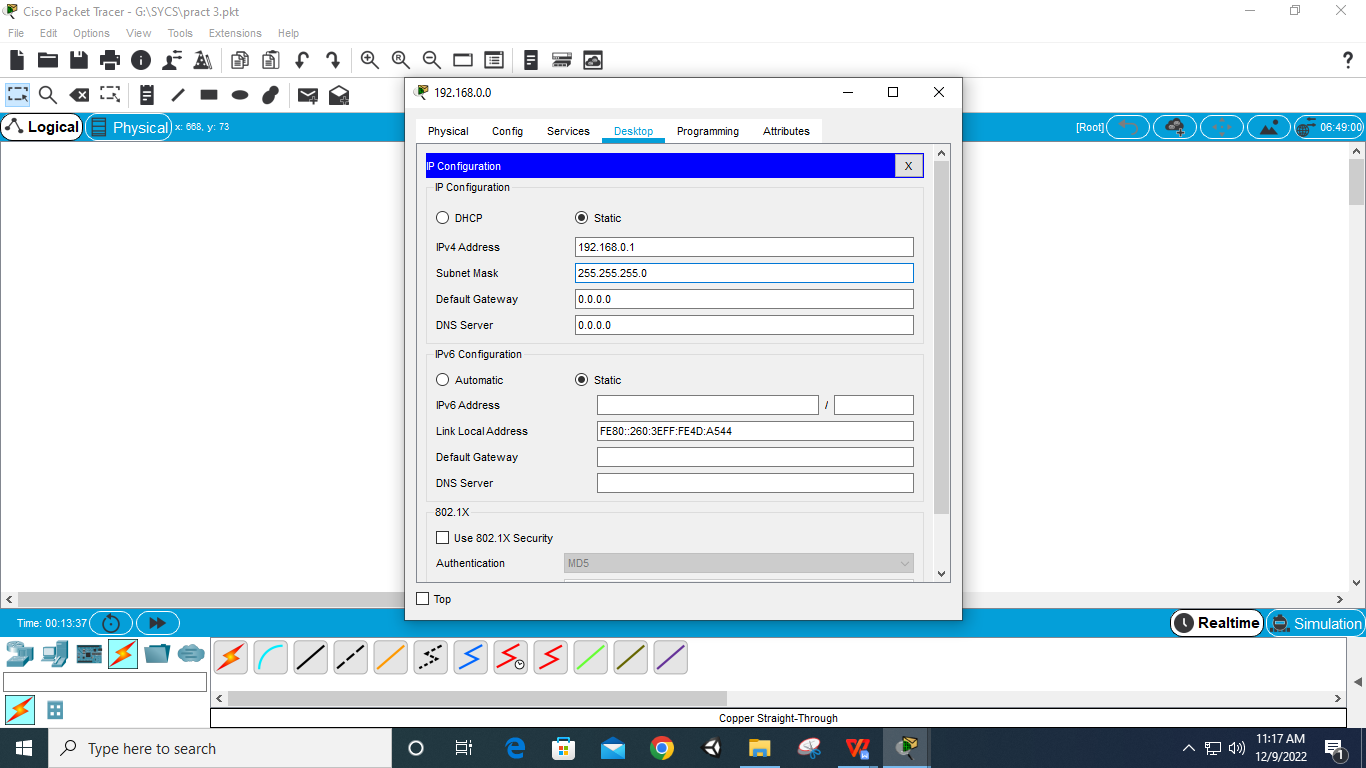 Cisco Packet Tracer - G:\SYCS\pract 3.pkt
File Edit Options View Tools Extensions Help
192.168.0.0
Logical Physical x: 668, y: 73 [Root] 06:49:00
Physical Config Services Desktop Programming Attributes
IP Configuration X
IP Configuration
DHCP Static
IPv4 Address 192.168.0.1
Subnet Mask 255.255.255.0
Default Gateway 0.0.0.0
DNS Server 0.0.0.0
IPv6 Configuration
Automatic Static
IPv6 Address /
Link Local Address FE80::260:3EFF:FE4D:A544
Default Gateway
DNS Server
802.1X
Use 802.1X Security
Authentication MD5
Top
Time: 00:13:37 Realtime Simulation
Copper Straight-Through
Type here to search
11:17 AM
12/9/2022
1